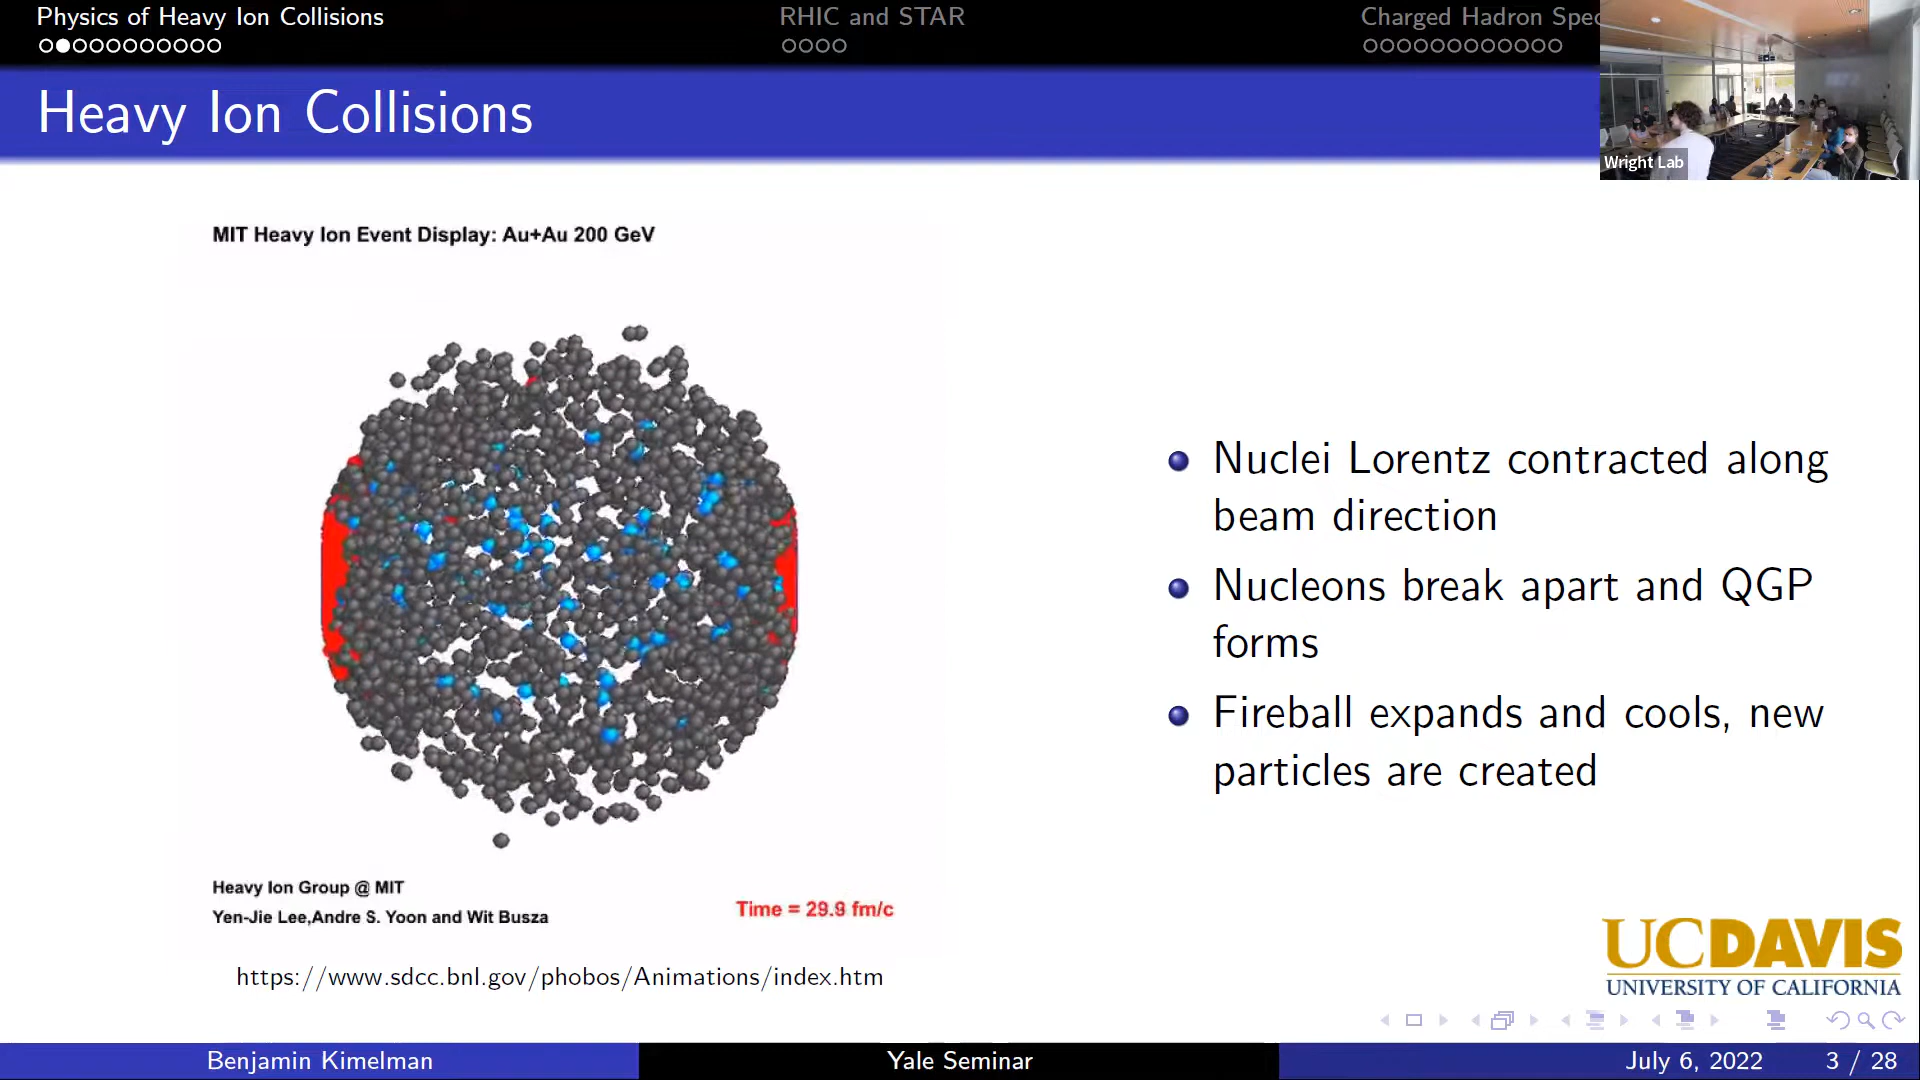 Physics of Heavy Ion Collisions
RHIC and STAR
Charged Hadron Spec
Heavy Ion Collisions
Wright Lab
MIT Heavy Ion Event Display: Au+Au 200 GeV
Nuclei Lorentz contracted along
beam direction
Nucleons break apart and QGP
forms
Fireball expands and cools, new
particles are created
Heavy Ion Group @ MIT
Yen-Jie Lee,Andre S. Yoon and Wit Busza
Time = 29.9 fm/c
https://www.sdcc.bnl.gov/phobos/Animations/index.htm
UCDAVIS
UNIVERSITY OF CALIFORNIA
Benjamin Kimelman
Yale Seminar
July 6, 2022
3 / 28